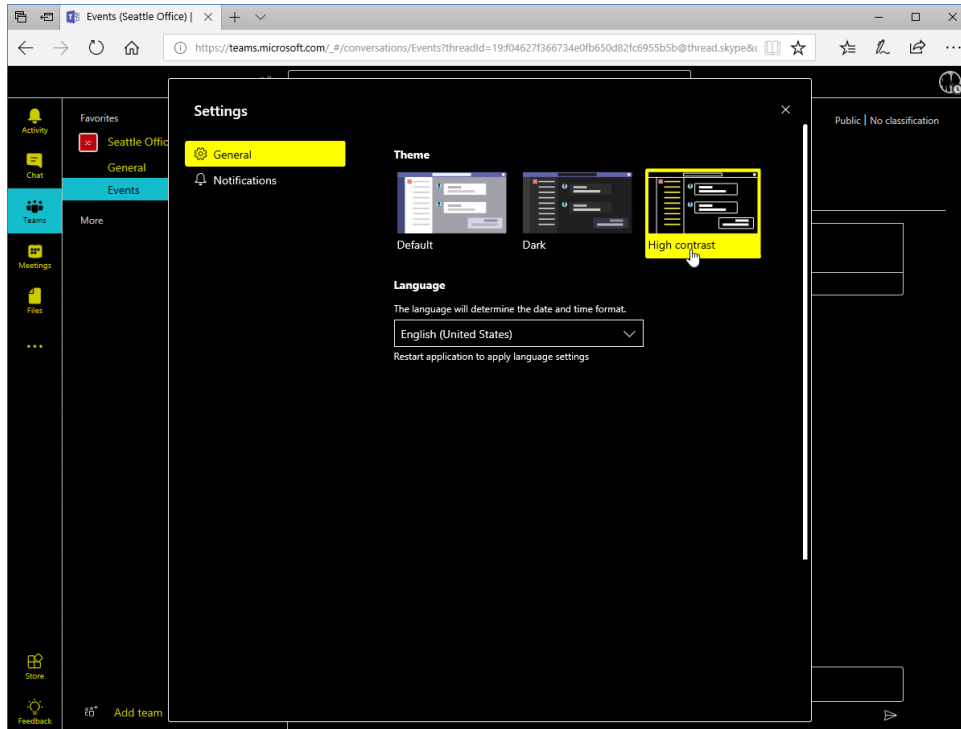 Events (Seattle Office) |
https://teams.microsoft.com/_#/conversations/Events?threadId=19:f04627f366734e0fb650d82fc6955b5b@thread.skype&
Settings
Activity
Favorites
Public | No classification
Seattle Offic
General
Theme
Chat
General
Notifications
Events
Teams
More
Default
Dark
High contrast
Meetings
Language
Files
The language will determine the date and time format.
English (United States)
Restart application to apply language settings
Store
Add team
Feedback